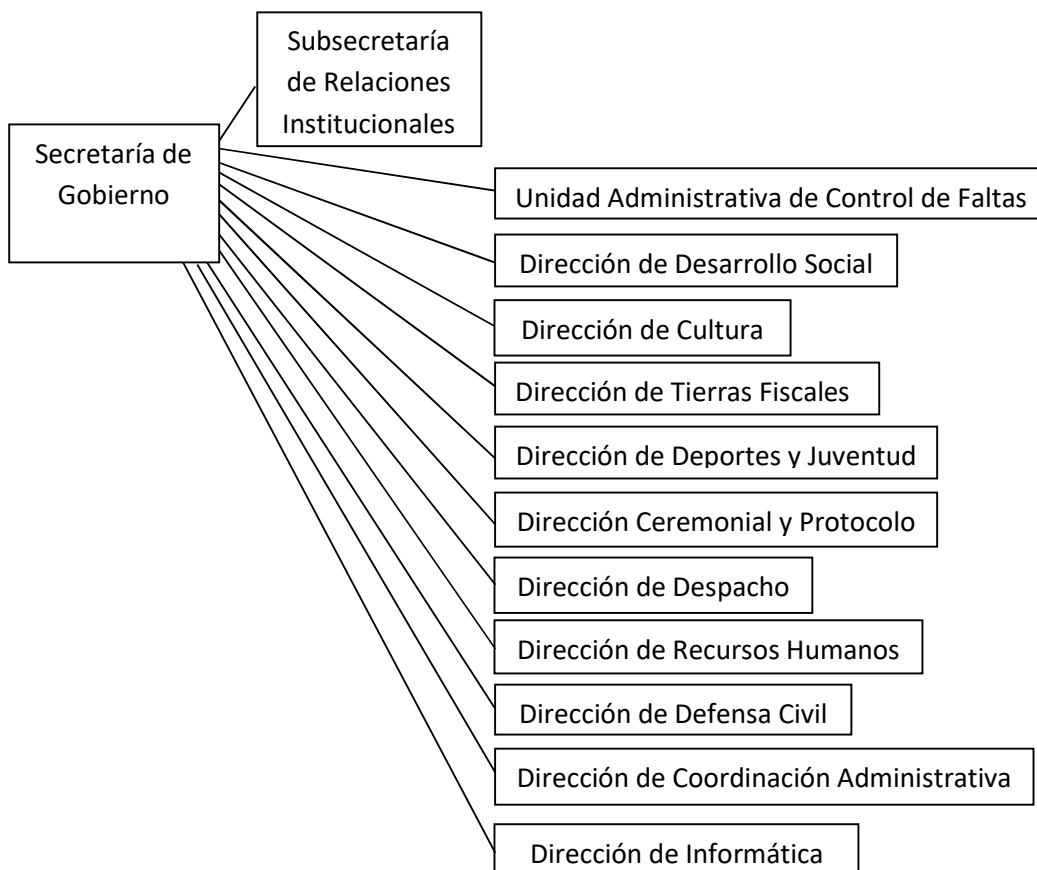 Subsecretaría
de Relaciones
Institucionales
Secretaría de
Gobierno
Unidad Administrativa de Control de Faltas
Dirección de Desarrollo Social
Dirección de Cultura
Dirección de Tierras Fiscales
Dirección de Deportes y Juventud
Dirección Ceremonial y Protocolo
Dirección de Despacho
Dirección de Recursos Humanos
Dirección de Defensa Civil
Dirección de Coordinación Administrativa
Dirección de Informática